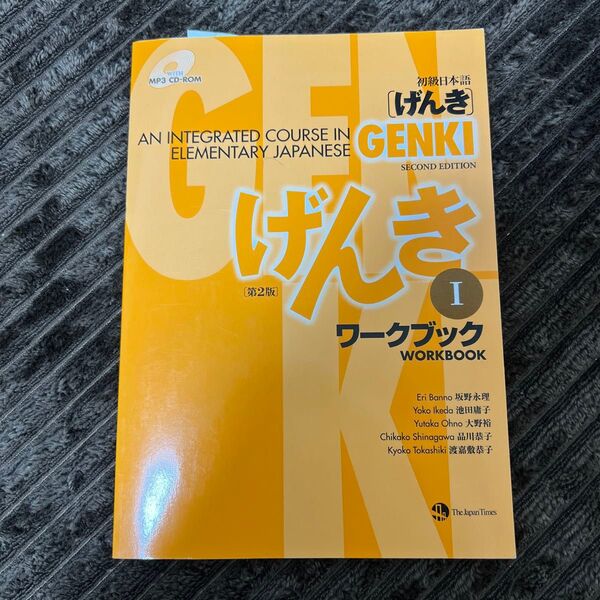 WITH
MP3 CD-ROM
初級日本語
[げんき]
AN INTEGRATED COURSE IN
ELEMENTARY JAPANESE
GENKI
SECOND EDITION
GEN
KI
げんき
[第2版]
I
ワークブック
WORKBOOK
Eri Banno 坂野永理
Yoko Ikeda 池田庸子
Yutaka Ohno 大野裕
Chikako Shinagawa 品川恭子
Kyoko Tokashiki 渡嘉敷恭子
The Japan Times